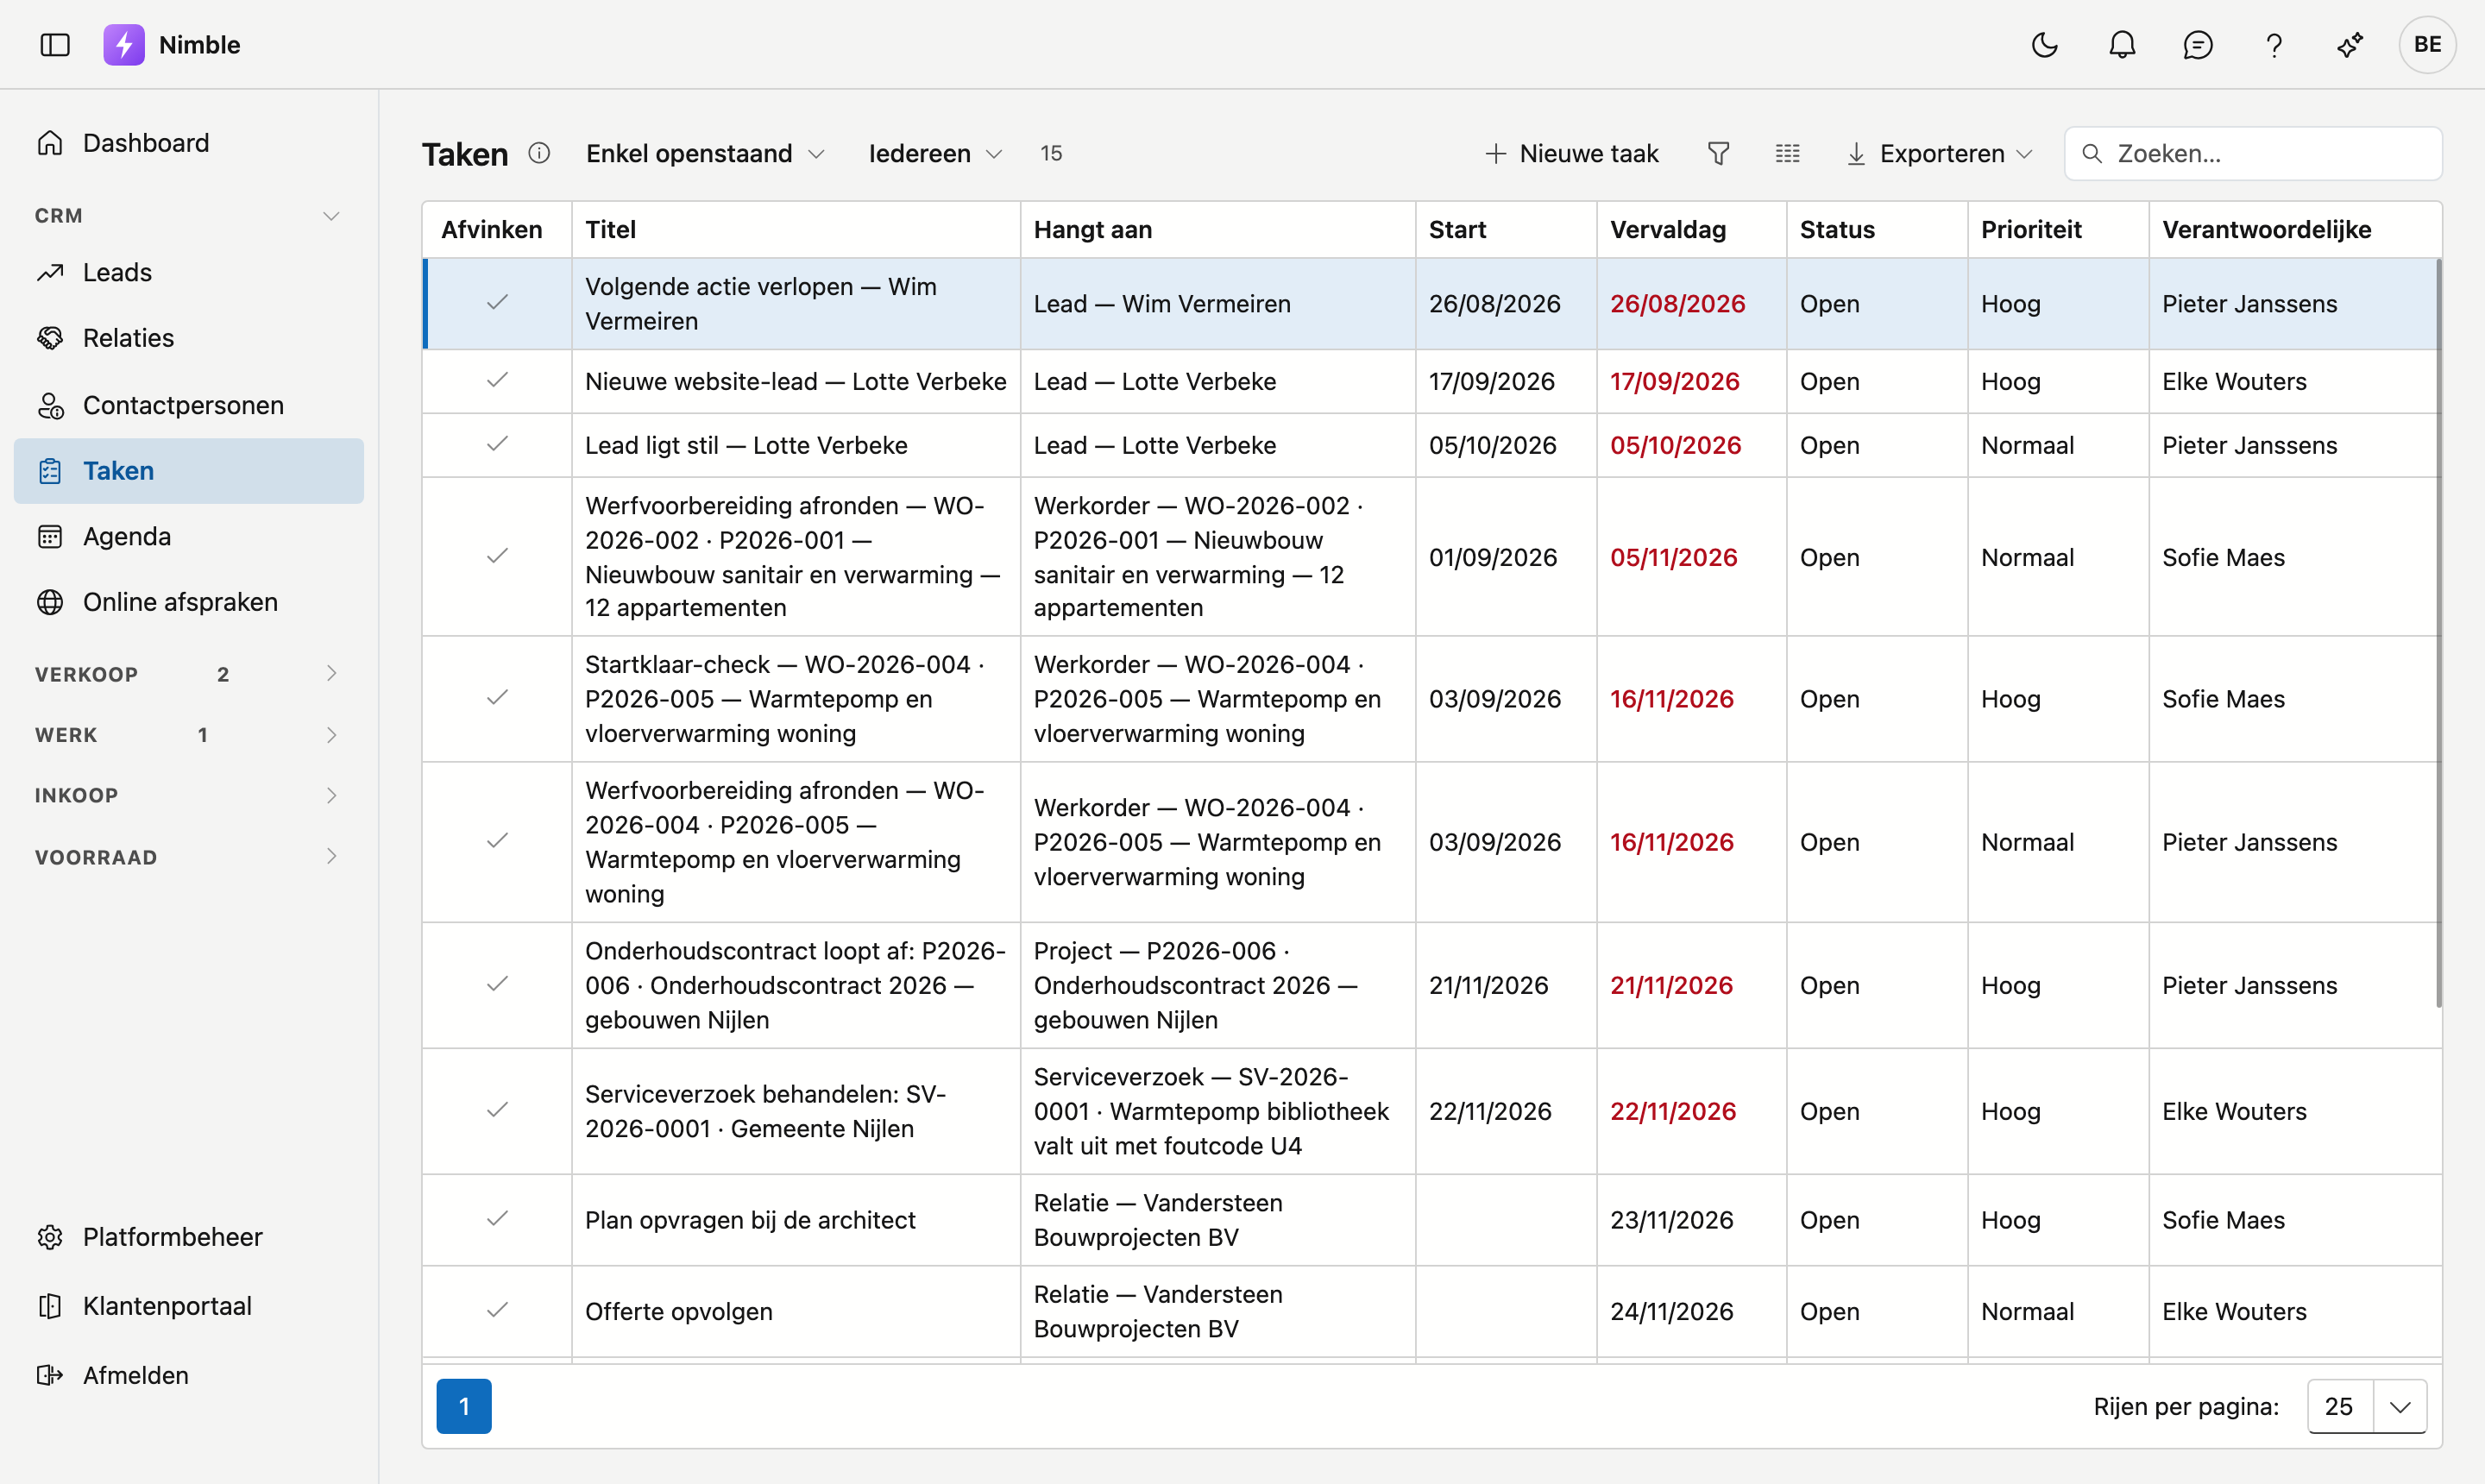 Nimble
BE
Dashboard
CRM
Leads
Relaties
Contactpersonen
Taken
Agenda
Online afspraken
VERKOOP 2
WERK 1
INKOOP
VOORRAAD
Platformbeheer
Klantenportaal
Afmelden
Taken Enkel openstaand Iedereen 15 Nieuwe taak Exporteren Zoeken...
Afvinken Titel Hangt aan Start Vervaldag Status Prioriteit Verantwoordelijke
Volgende actie verlopen — Wim
Vermeiren
Lead — Wim Vermeiren
26/08/2026
26/08/2026
Open
Hoog
Pieter Janssens
Nieuwe website-lead — Lotte Verbeke
Lead — Lotte Verbeke
17/09/2026
17/09/2026
Open
Hoog
Elke Wouters
Lead ligt stil — Lotte Verbeke
Lead — Lotte Verbeke
05/10/2026
05/10/2026
Open
Normaal
Pieter Janssens
Werfvoorbereiding afronden — WO-
2026-002 · P2026-001 —
Nieuwbouw sanitair en verwarming —
12 appartementen
Werkorder — WO-2026-002 ·
P2026-001 — Nieuwbouw
sanitair en verwarming — 12
appartementen
01/09/2026
05/11/2026
Open
Normaal
Sofie Maes
Startklaar-check — WO-2026-004 ·
P2026-005 — Warmtepomp en
vloerverwarming woning
Werkorder — WO-2026-004 ·
P2026-005 — Warmtepomp en
vloerverwarming woning
03/09/2026
16/11/2026
Open
Hoog
Sofie Maes
Werfvoorbereiding afronden — WO-
2026-004 · P2026-005 —
Warmtepomp en vloerverwarming
woning
Werkorder — WO-2026-004 ·
P2026-005 — Warmtepomp en
vloerverwarming woning
03/09/2026
16/11/2026
Open
Normaal
Pieter Janssens
Onderhoudscontract loopt af: P2026-
006 · Onderhoudscontract 2026 —
gebouwen Nijlen
Project — P2026-006 ·
Onderhoudscontract 2026 —
gebouwen Nijlen
21/11/2026
21/11/2026
Open
Hoog
Pieter Janssens
Serviceverzoek behandelen: SV-
2026-0001 · Gemeente Nijlen
Serviceverzoek — SV-2026-
0001 · Warmtepomp bibliotheek
valt uit met foutcode U4
22/11/2026
22/11/2026
Open
Hoog
Elke Wouters
Plan opvragen bij de architect
Relatie — Vandersteen
Bouwprojecten BV
23/11/2026
Open
Hoog
Sofie Maes
Offerte opvolgen
Relatie — Vandersteen
Bouwprojecten BV
24/11/2026
Open
Normaal
Elke Wouters
1
Rijen per pagina: 25